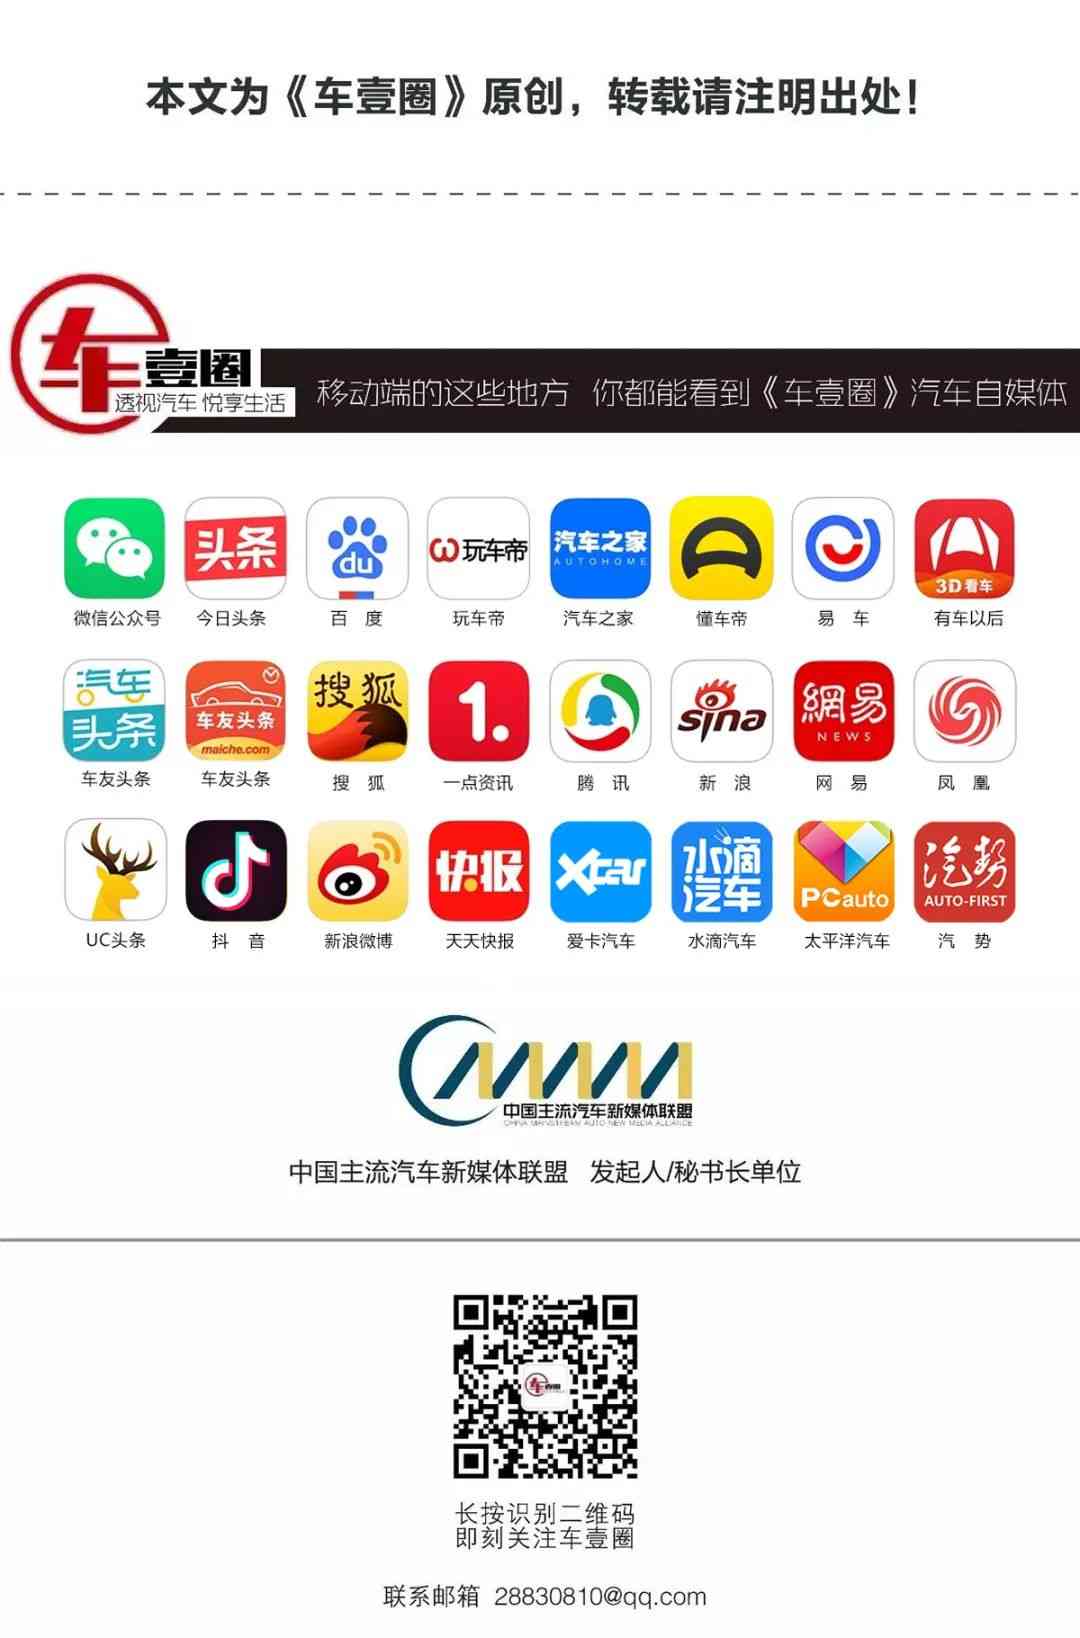 本文为《车壹圈》原创，转载请注明出处！
车壹圈
透视汽车 悦享生活
移动端的这些地方 你都能看到《车壹圈》汽车自媒体
头条
du
玩车帝
汽车之家
AUTOHOME
3D看车
微信公众号 今日头条 百度 玩车帝 汽车之家 懂车帝 易车 有车以后
汽车头条
车友头条
maiche.com
搜狐
1.
sina
網易
NEWS
车友头条 车友头条 搜狐 一点资讯 腾讯 新浪 网易 凤凰
快报
Xcar
水滴汽车
PCauto
汽势
AUTO-FIRST
UC头条 抖音 新浪微博 天天快报 爱卡汽车 水滴汽车 太平洋汽车 汽势
中国主流汽车新媒体联盟
CHINA MAINSTREAM AUTO NEW MEDIA ALLIANCE
中国主流汽车新媒体联盟 发起人/秘书长单位
车壹圈
长按识别二维码
即刻关注车壹圈
联系邮箱 28830810@qq.com